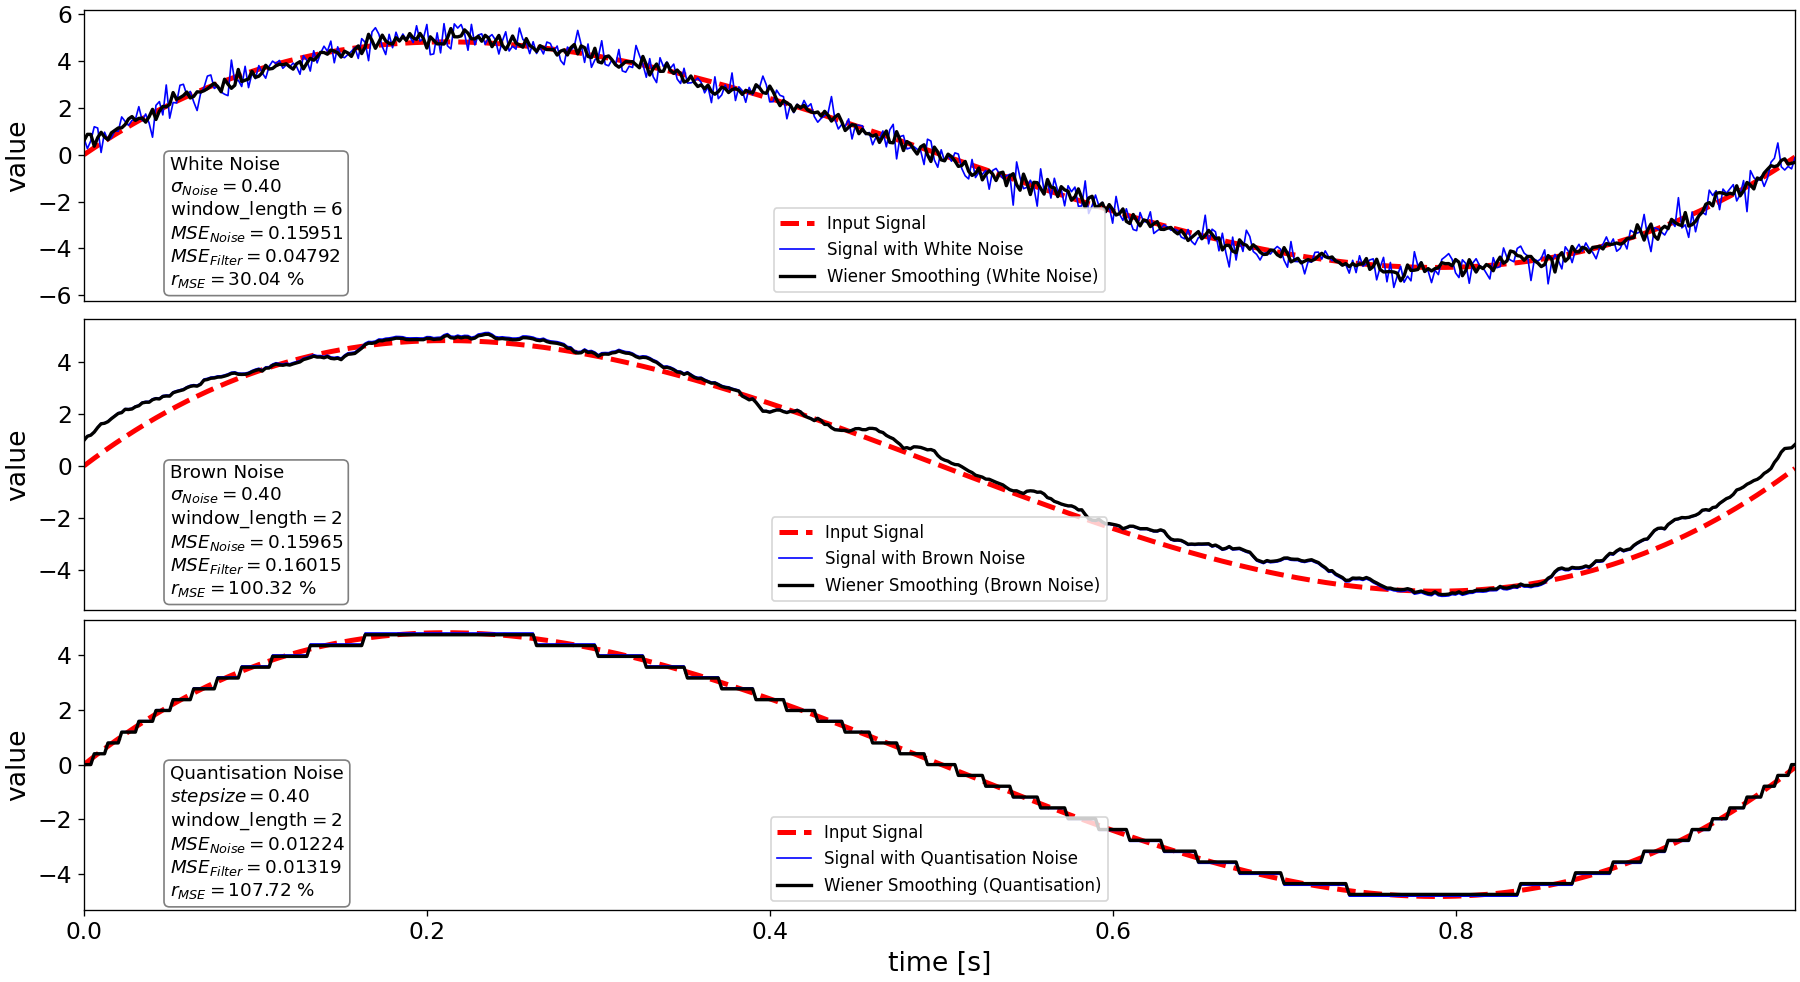 6
4
2
0
−2
−4
−6
value
White Noise
σNoise = 0.40
window_length = 6
MSENoise = 0.15951
MSEFilter = 0.04792
rMSE = 30.04 %
Input Signal
Signal with White Noise
Wiener Smoothing (White Noise)
4
2
0
−2
−4
value
Brown Noise
σNoise = 0.40
window_length = 2
MSENoise = 0.15965
MSEFilter = 0.16015
rMSE = 100.32 %
Input Signal
Signal with Brown Noise
Wiener Smoothing (Brown Noise)
4
2
0
−2
−4
value
Quantisation Noise
stepsize = 0.40
window_length = 2
MSENoise = 0.01224
MSEFilter = 0.01319
rMSE = 107.72 %
Input Signal
Signal with Quantisation Noise
Wiener Smoothing (Quantisation)
0.0 0.2 0.4 0.6 0.8
time [s]